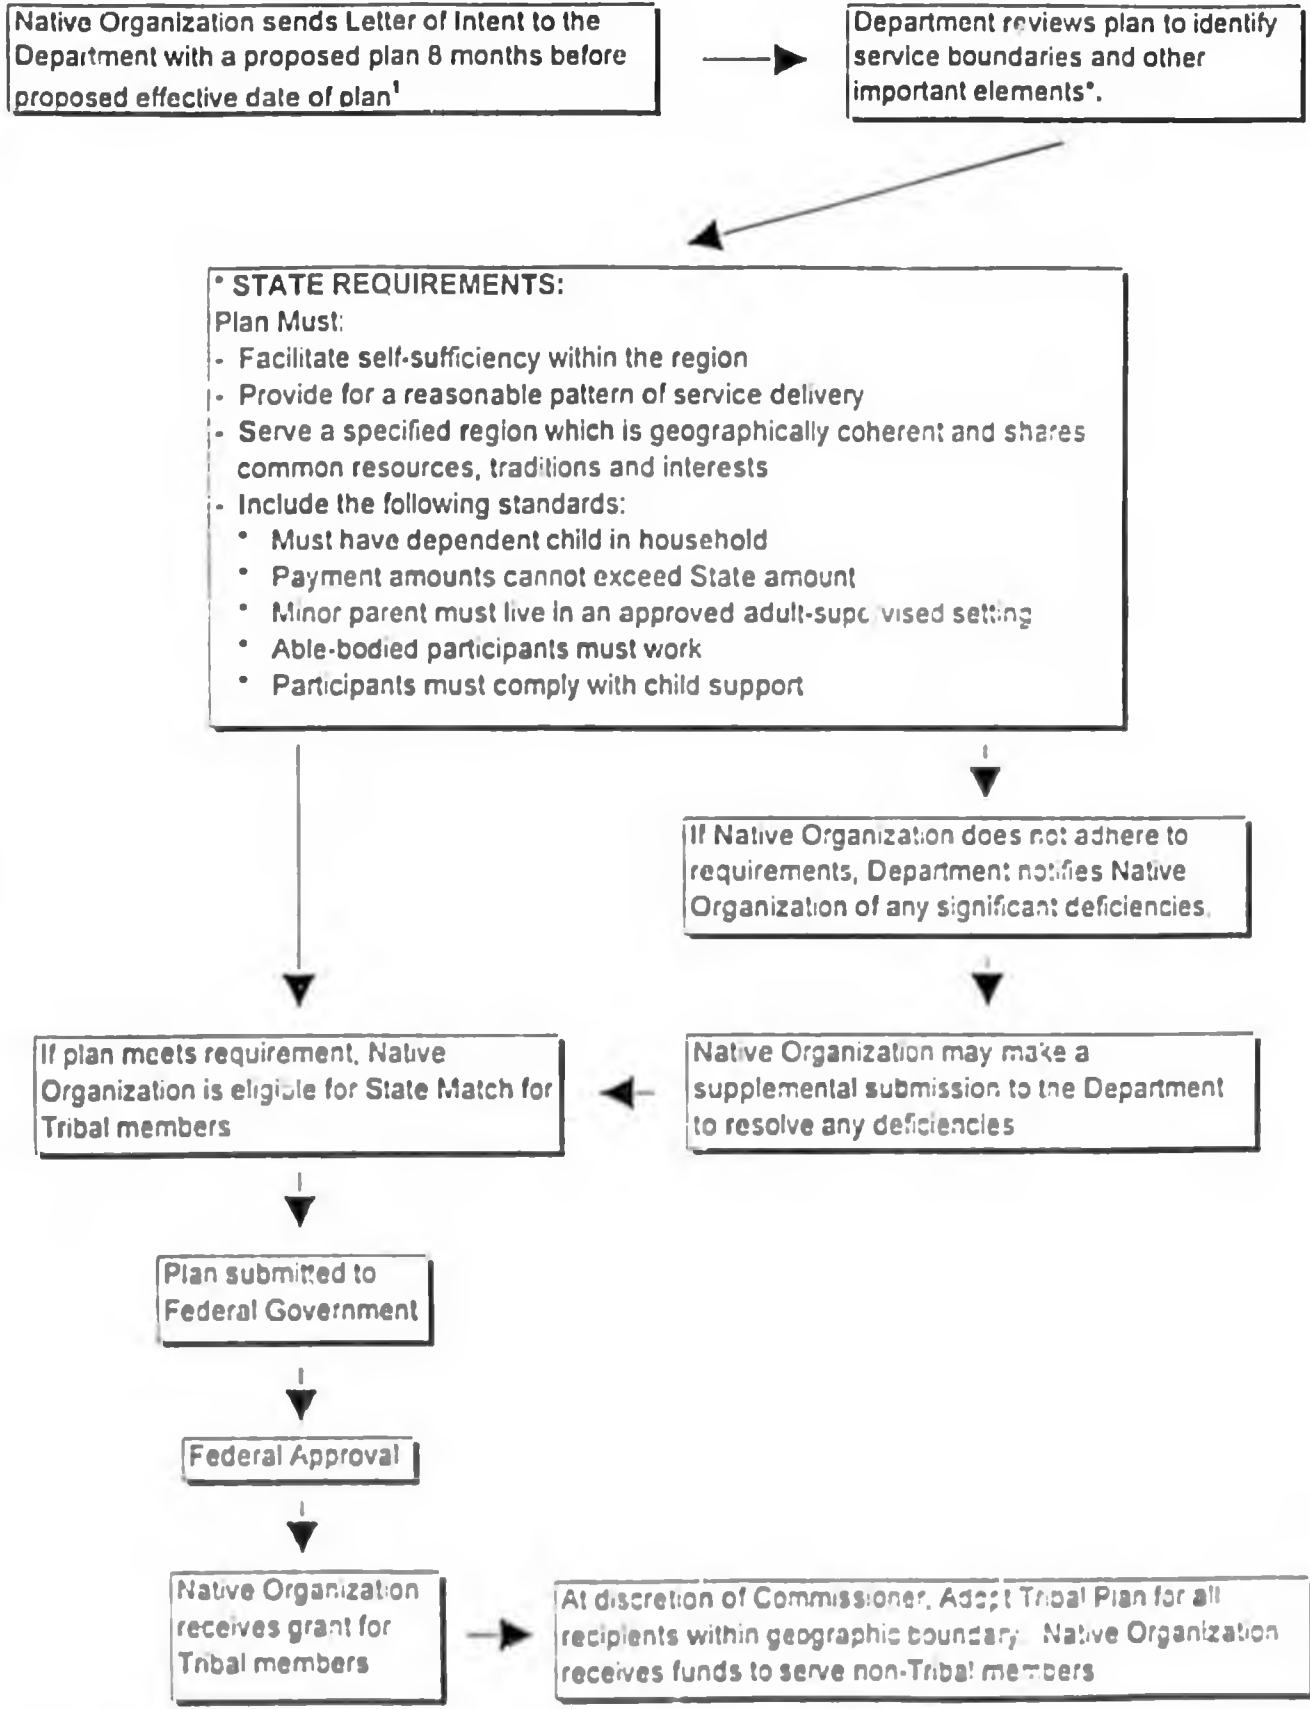 Native Organization sends Letter of Intent to the
Department with a proposed plan 8 months before
proposed effective date of plan¹
Department reviews plan to identify
service boundaries and other
important elements*.
* STATE REQUIREMENTS:
Plan Must:
- Facilitate self-sufficiency within the region
- Provide for a reasonable pattern of service delivery
- Serve a specified region which is geographically coherent and shares
common resources, traditions and interests
- Include the following standards:
* Must have dependent child in household
* Payment amounts cannot exceed State amount
* Minor parent must live in an approved adult-supervised setting
* Able-bodied participants must work
* Participants must comply with child support
If Native Organization does not adhere to
requirements, Department notifies Native
Organization of any significant deficiencies.
If plan meets requirement, Native
Organization is eligible for State Match for
Tribal members
Native Organization may make a
supplemental submission to the Department
to resolve any deficiencies
Plan submitted to
Federal Government
Federal Approval
Native Organization
receives grant for
Tribal members
At discretion of Commissioner, Adopt Tribal Plan for all
recipients within geographic boundary. Native Organization
receives funds to serve non-Tribal members